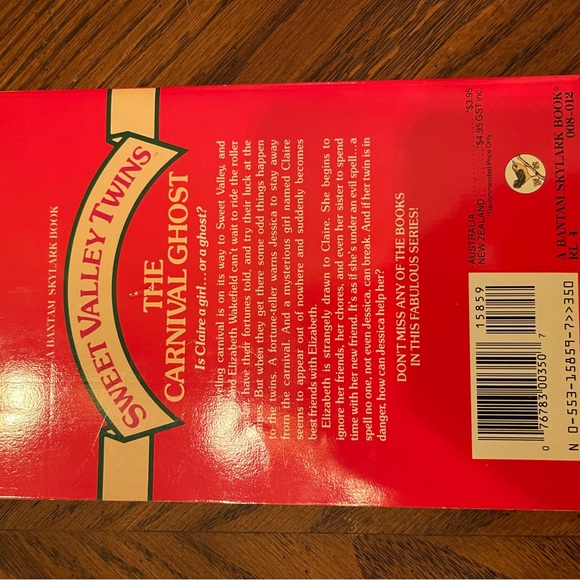 A BANTAM SKYLARK BOOK
SWEET VALLEY TWINS
THE
CARNIVAL GHOST
Is Claire a girl...or a ghost?
eling carnival is on its way to Sweet Valley, and
and Elizabeth Wakefield can't wait to ride the roller
have their fortunes told, and try their luck at the
mes. But when they get there some odd things happen
to the twins. A fortune-teller warns Jessica to stay away
from the carnival. And a mysterious girl named Claire
seems to appear out of nowhere and suddenly becomes
best friends with Elizabeth.
Elizabeth is strangely drawn to Claire. She begins to
ignore her friends, her chores, and even her sister to spend
time with her new friend. It's as if she's under an evil spell...a
spell no one, not even Jessica, can break. And if her twin is in
danger, how can Jessica help her?
DON'T MISS ANY OF THE BOOKS
IN THIS FABULOUS SERIES!
AUSTRALIA *$3.95
NEW ZEALAND *$4.95 GST inc
*Recommended Price Only
15859
0 76783 00350 7
N 0-553-15859-7>>350
A BANTAM SKYLARK BOOK®
RL 4 008-012